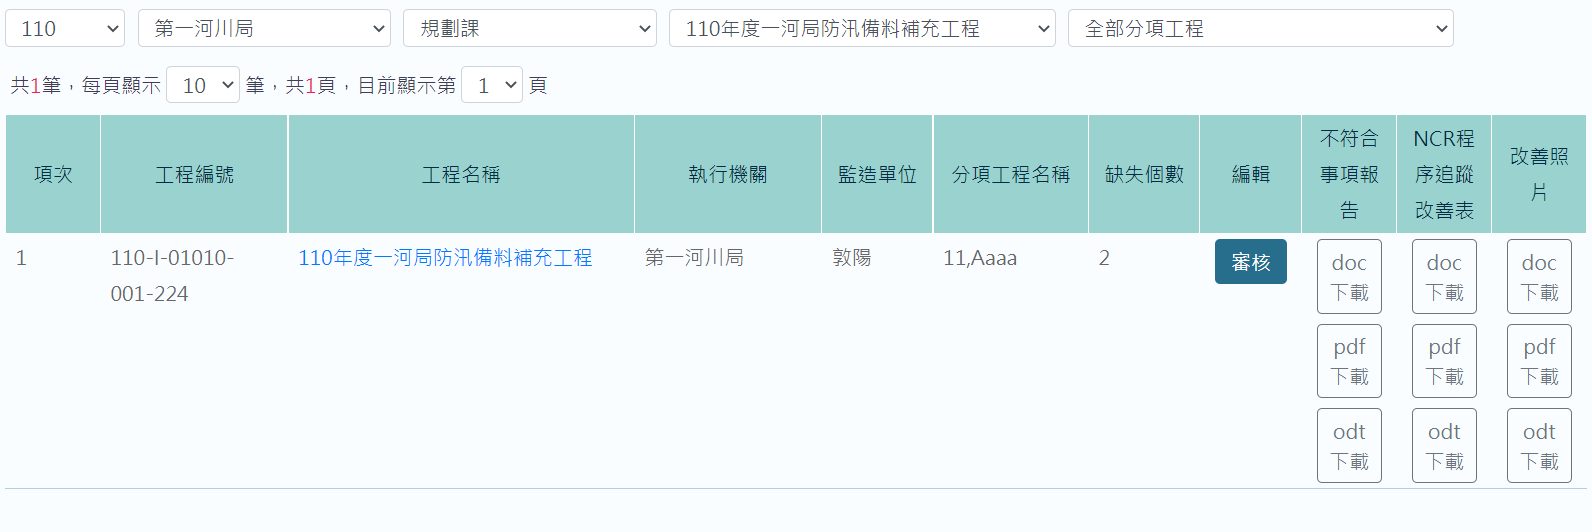 110 第一河川局 規劃課 110年度一河局防汛備料補充工程 全部分項工程
共1筆，每頁顯示 10 筆，共1頁，目前顯示第 1 頁
項次 工程編號 工程名稱 執行機關 監造單位 分項工程名稱 缺失個數 編輯
不符合
事項報
告
NCR程
序追蹤
改善表
改善照
片
1
110-I-01010-
001-224
110年度一河局防汛備料補充工程 第一河川局 敦陽 11,Aaaa 2 審核
doc doc doc
下載 下載 下載
pdf pdf pdf
下載 下載 下載
odt odt odt
下載 下載 下載